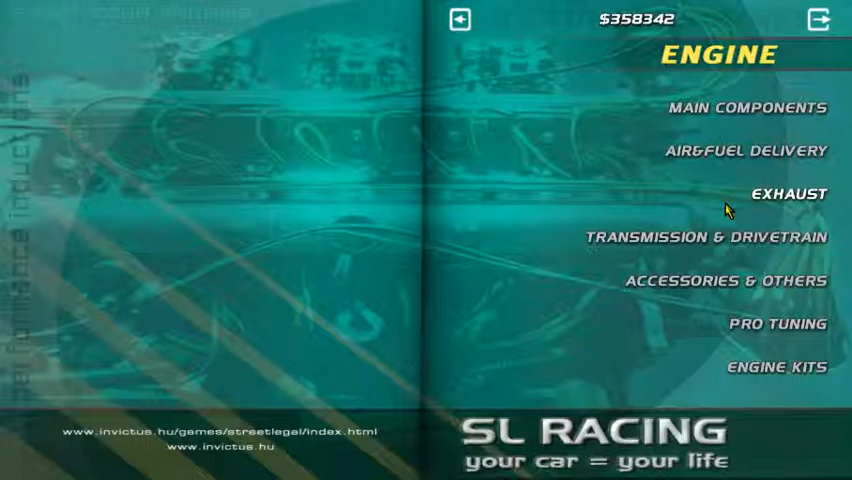 $358342
ENGINE
MAIN COMPONENTS
AIR&FUEL DELIVERY
EXHAUST
TRANSMISSION & DRIVETRAIN
ACCESSORIES & OTHERS
PRO TUNING
ENGINE KITS
www.invictus.hu/games/streetlegal/index.html
www.invictus.hu
SL RACING
your car = your life